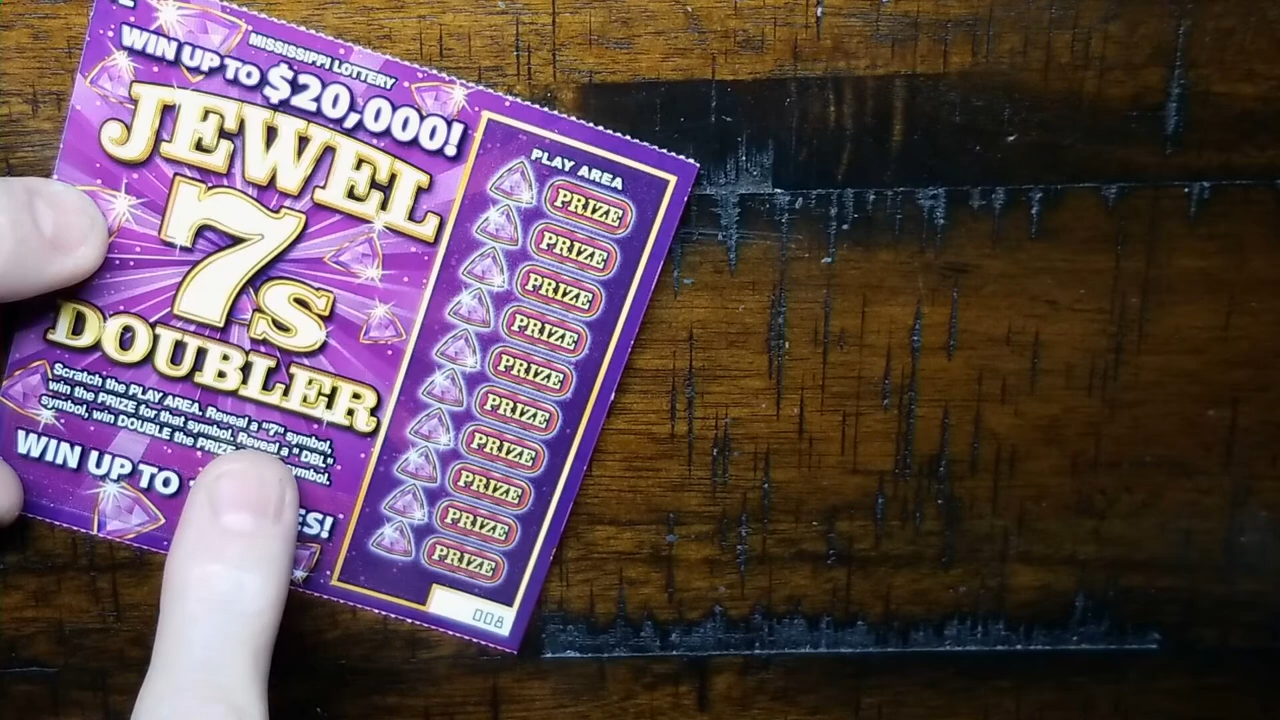 MISSISSIPPI LOTTERY
WIN UP TO $20,000!
JEWEL
7s
DOUBLER
Scratch the PLAY AREA. Reveal a "7" symbol,
win the PRIZE for that symbol. Reveal a "DBL"
symbol, win DOUBLE the PRIZE symbol.
WIN UP TO
PLAY AREA
PRIZE
PRIZE
PRIZE
PRIZE
PRIZE
PRIZE
PRIZE
PRIZE
PRIZE
PRIZE
008